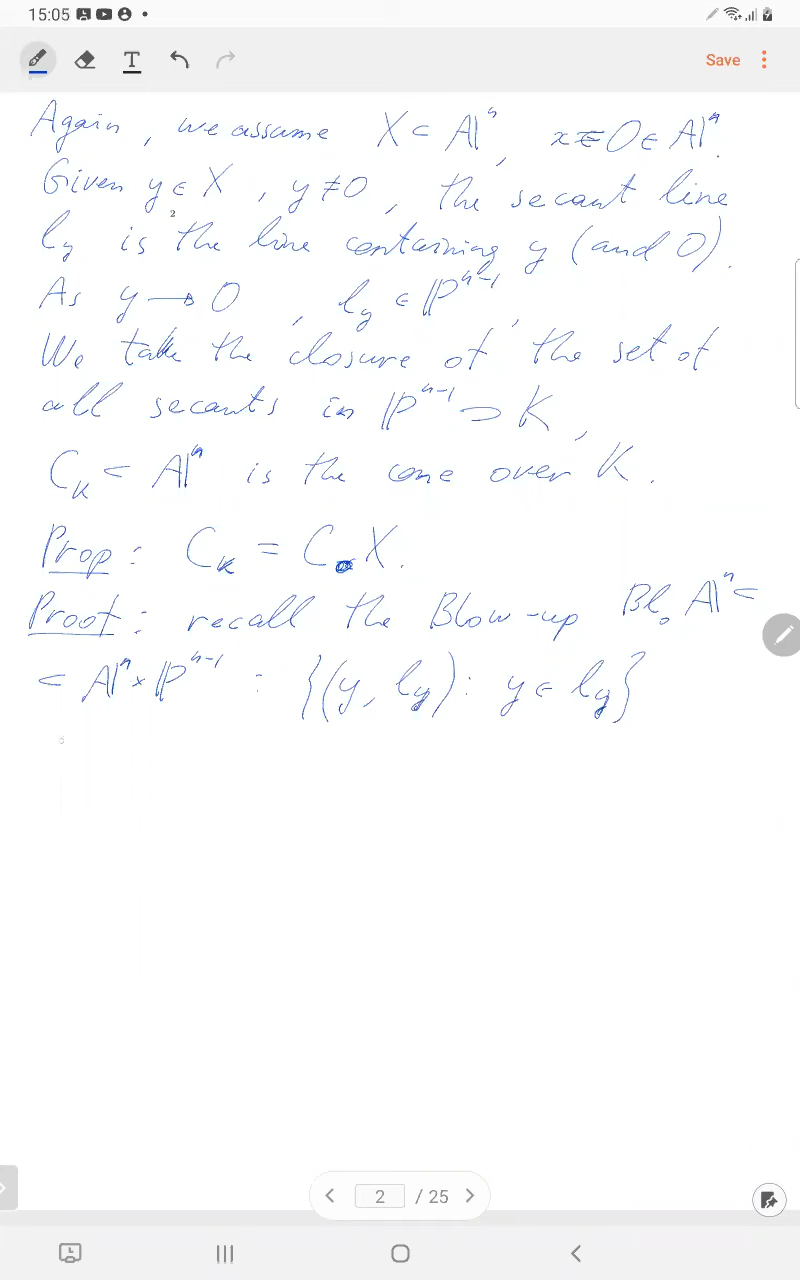 15:05
T
Save
Again, we assume X ⊂ 𝔸ⁿ, x = 0 ∈ 𝔸ⁿ.
Given y ∈ X, y ≠ 0, the secant line
l_y is the line containing y (and 0).
As y → 0, l_y ∈ ℙⁿ⁻¹,
We take the closure of the set of
all secants in ℙⁿ⁻¹ ⊃ K,
C_K ⊂ 𝔸ⁿ is the cone over K.
Prop: C_K = C_• X.
Proof: recall the Blow-up Bl₀ 𝔸ⁿ ⊂
⊂ 𝔸ⁿ × ℙⁿ⁻¹ : {(y, l_y): y ∈ l_y}
2 / 25